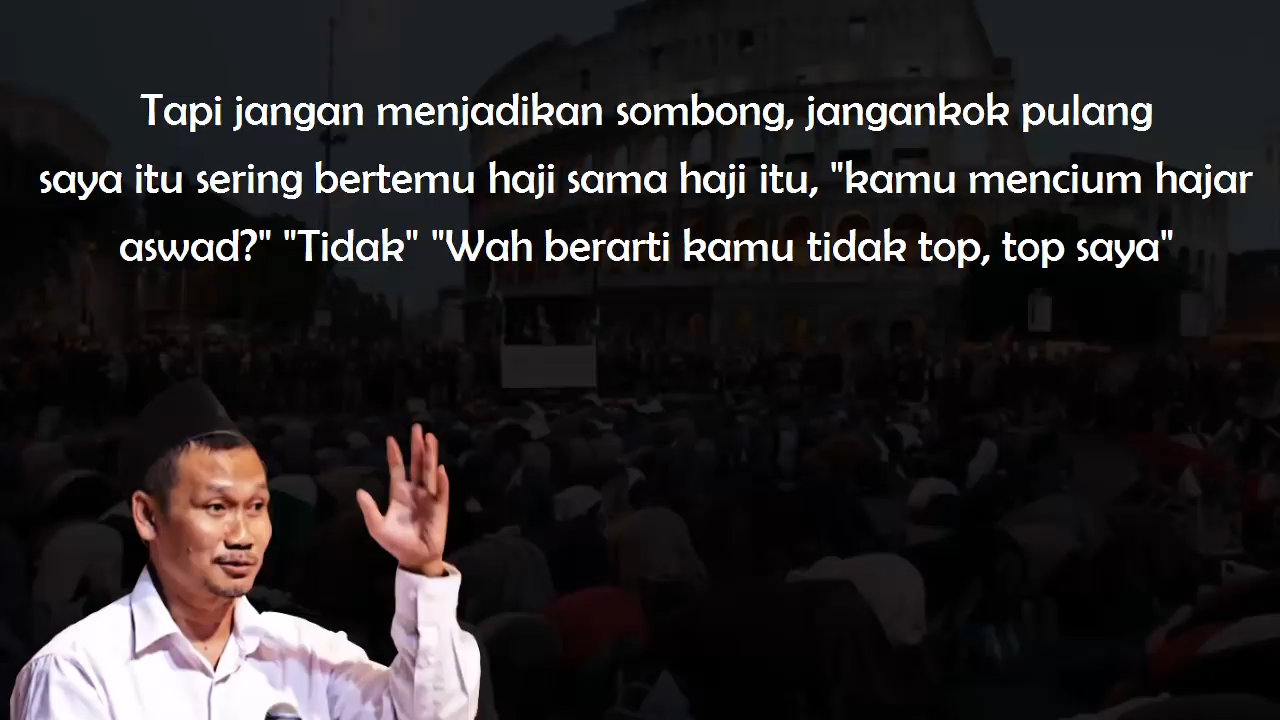 Tapi jangan menjadikan sombong, jangankok pulang
saya itu sering bertemu haji sama haji itu, "kamu mencium hajar
aswad?" "Tidak" "Wah berarti kamu tidak top, top saya"